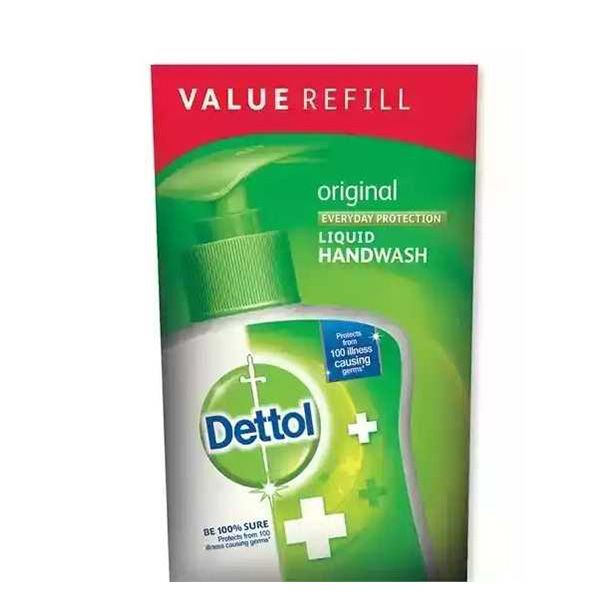 VALUE REFILL
original
EVERYDAY PROTECTION
LIQUID
HANDWASH
Protects
from
100 illness
causing
germs*
Dettol
BE 100% SURE
Protects from 100
illness causing germs*